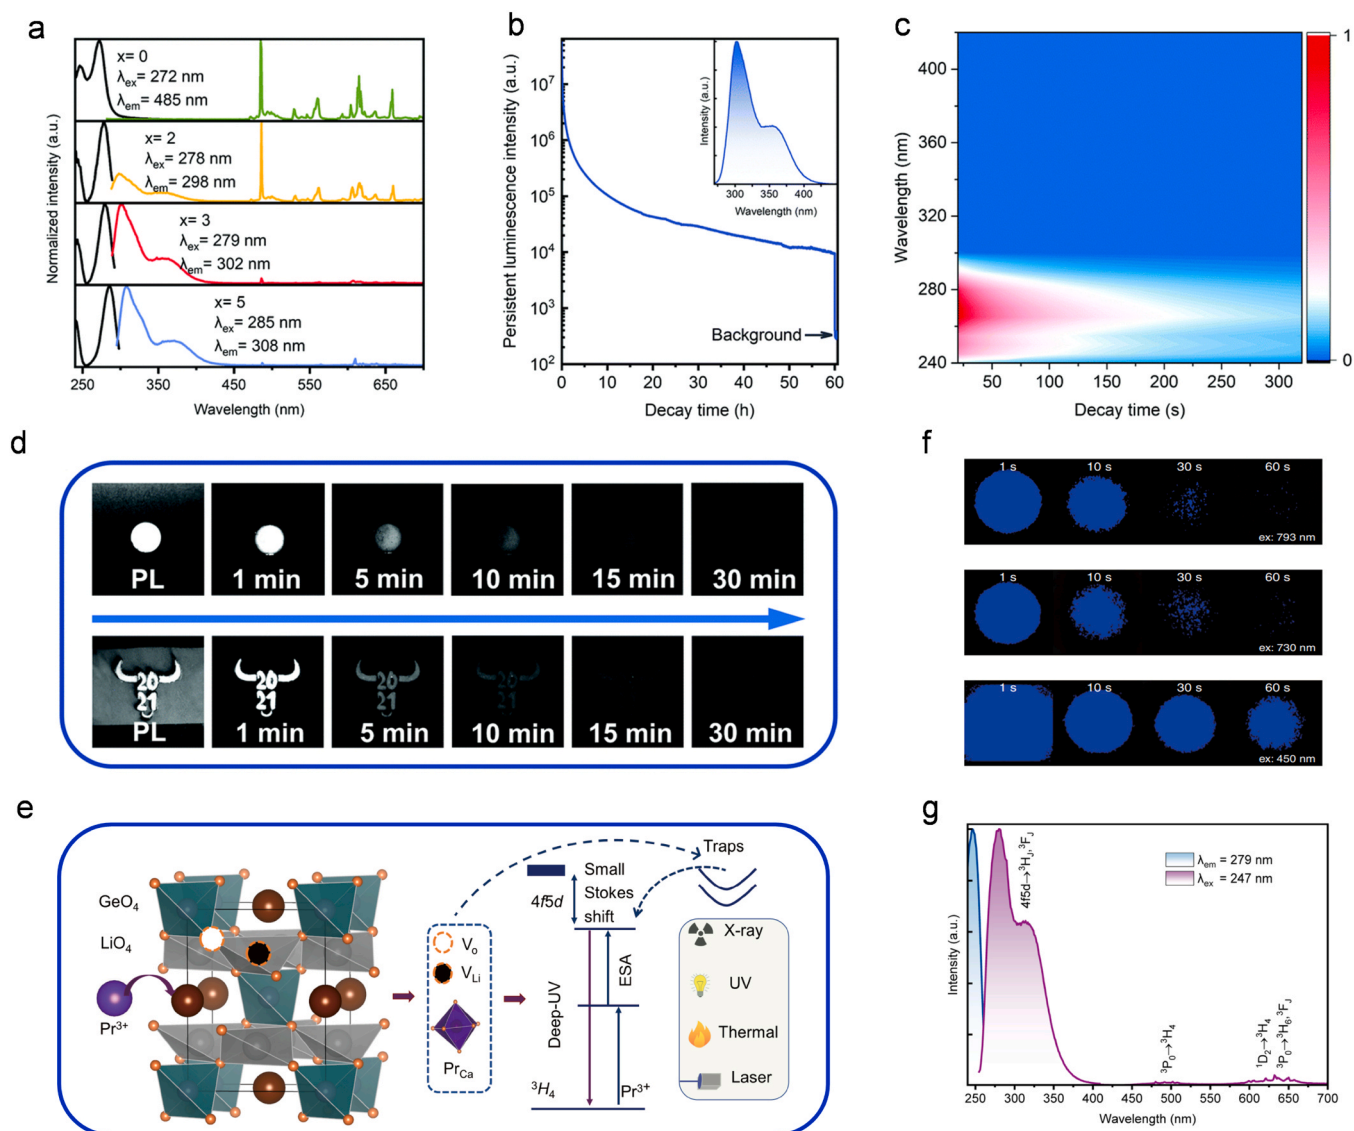 a
x= 0
λex= 272 nm
λem= 485 nm
x= 2
λex= 278 nm
λem= 298 nm
x= 3
λex= 279 nm
λem= 302 nm
x= 5
λex= 285 nm
λem= 308 nm
Normalized intensity (a.u.)
250 350 450 550 650
Wavelength (nm)
b
Persistent luminescence intensity (a.u.)
10⁷
10⁶
10⁵
10⁴
10³
10²
0 10 20 30 40 50 60
Decay time (h)
Background
Intensity (a.u.)
300 350 400
Wavelength (nm)
c
Wavelength (nm)
400
360
320
280
240
50 100 150 200 250 300
Decay time (s)
1
0
d
PL 1 min 5 min 10 min 15 min 30 min
20
21
20
21
20
21
20
21
PL 1 min 5 min 10 min 15 min 30 min
f
1 s 10 s 30 s 60 s
ex: 793 nm
1 s 10 s 30 s 60 s
ex: 730 nm
1 s 10 s 30 s 60 s
ex: 450 nm
e
GeO₄
LiO₄
Pr³⁺
Vo
VLi
PrCa
4f5d
Small
Stokes
shift
Traps
Deep-UV
ESA
³H₄
Pr³⁺
X-ray
UV
Thermal
Laser
g
4f5d→³HJ, ³FJ
λem = 279 nm
λex = 247 nm
Intensity (a.u.)
³P₀→³H₄
¹D₂→³H₄
³P₀→³H₆, ³FJ
250 300 350 400 450 500 550 600 650 700
Wavelength (nm)